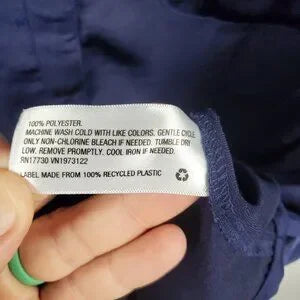 100% POLYESTER.
MACHINE WASH COLD WITH LIKE COLORS. GENTLE CYCLE
ONLY NON-CHLORINE BLEACH IF NEEDED. TUMBLE DRY
LOW. REMOVE PROMPTLY. COOL IRON IF NEEDED.
RN17730 VN1973122
LABEL MADE FROM 100% RECYCLED PLASTIC